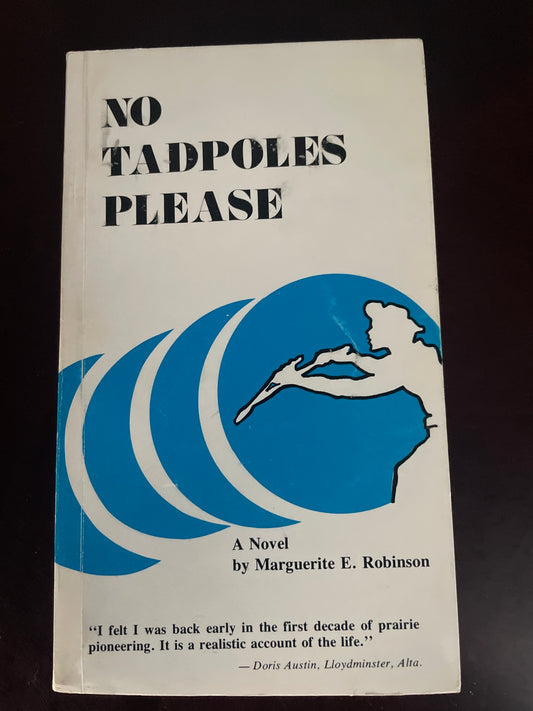 NO
TADPOLES
PLEASE
A Novel
by Marguerite E. Robinson
“I felt I was back early in the first decade of prairie
pioneering. It is a realistic account of the life.”
— Doris Austin, Lloydminster, Alta.